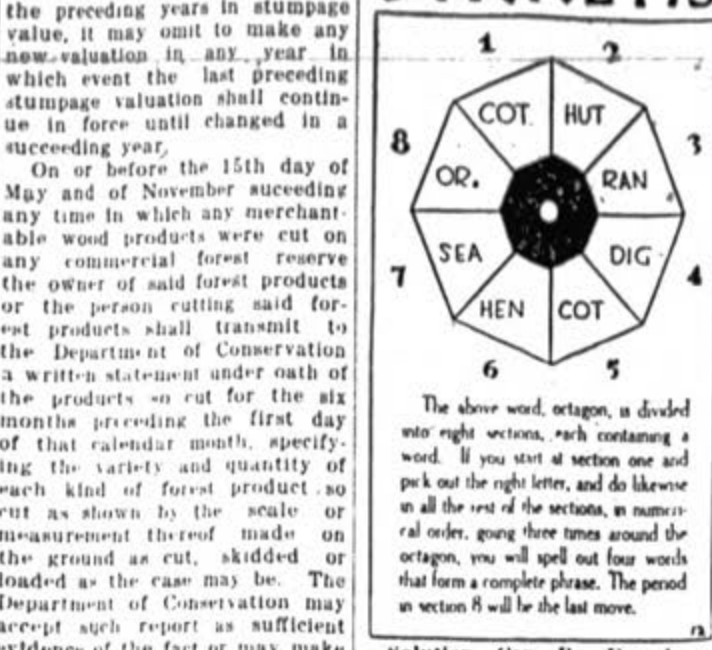 the preceding years in stumpage
value, it may omit to make any
new valuation in any year in
which event the last preceding
stumpage valuation shall contin-
ue in force until changed in a
succeeding year.
On or before the 15th day of
May and of November suceeding
any time in which any merchant-
able wood products were cut on
any commercial forest reserve
the owner of said forest products
or the person cutting said for-
est products shall transmit to
the Department of Conservation
a written statement under oath of
the products so cut for the six
months preceding the first day
of that calendar month, specify-
ing the variety and quantity of
each kind of forest product so
cut as shown by the scale or
measurement thereof made on
the ground as cut, skidded or
loaded as the case may be. The
Department of Conservation may
accept such report as sufficient
evidence of the fact or may make
1 2
COT HUT
8 3
OR. RAN
SEA DIG
7 4
HEN COT
6 5
The above word, octagon, is divided
into eight sections, each containing a
word. If you start at section one and
pick out the right letter, and do likewise
in all the rest of the sections, in numeri-
cal order, going three times around the
octagon, you will spell out four words
that form a complete phrase. The period
in section 8 will be the last move.
12